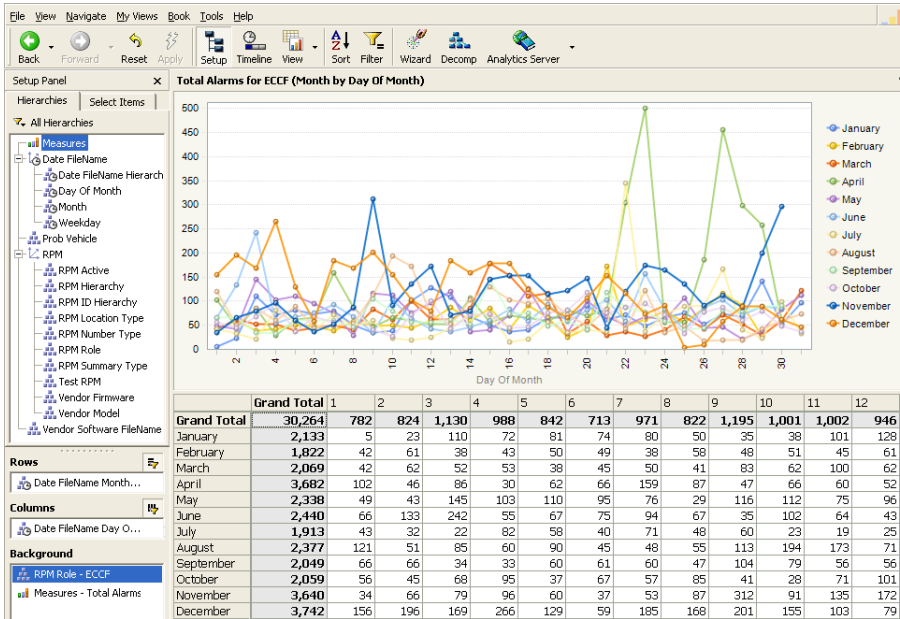 File View Navigate My Views Book Tools Help
Back Forward Reset Apply Setup Timeline View Sort Filter Wizard Decomp Analytics Server
Setup Panel x
Hierarchies Select Items
All Hierarchies
Measures
Date FileName
Date FileName Hierarch
Day Of Month
Month
Weekday
Prob Vehicle
RPM
RPM Active
RPM Hierarchy
RPM ID Hierarchy
RPM Location Type
RPM Number Type
RPM Role
RPM Summary Type
Test RPM
Vendor Firmware
Vendor Model
Vendor Software FileName
Rows
Date FileName Month...
Columns
Date FileName Day O...
Background
RPM Role - ECCF
Measures - Total Alarms
Total Alarms for ECCF (Month by Day Of Month)
500
450
400
350
300
250
200
150
100
50
0
2 4 6 8 10 12 14 16 18 20 22 24 26 28 30
Day Of Month
January
February
March
April
May
June
July
August
September
October
November
December
Grand Total 1 2 3 4 5 6 7 8 9 10 11 12
Grand Total 30,264 782 824 1,130 988 842 713 971 822 1,195 1,001 1,002 946
January 2,133 5 23 110 72 81 74 80 50 35 38 101 128
February 1,822 42 61 38 43 50 49 38 58 48 51 45 61
March 2,069 42 62 52 53 38 45 50 41 83 62 100 62
April 3,682 102 46 86 30 62 66 159 87 47 66 60 52
May 2,338 49 43 145 103 110 95 76 29 116 112 75 96
June 2,440 66 133 242 55 67 75 94 67 35 102 64 43
July 1,913 43 32 22 82 58 40 71 48 60 23 19 25
August 2,377 121 51 85 60 90 45 48 55 113 194 173 71
September 2,049 66 66 34 33 60 61 60 47 104 79 56 56
October 2,059 56 45 68 95 37 67 57 85 41 28 71 101
November 3,640 34 66 79 96 60 37 53 87 312 91 135 172
December 3,742 156 196 169 266 129 59 185 168 201 155 103 79